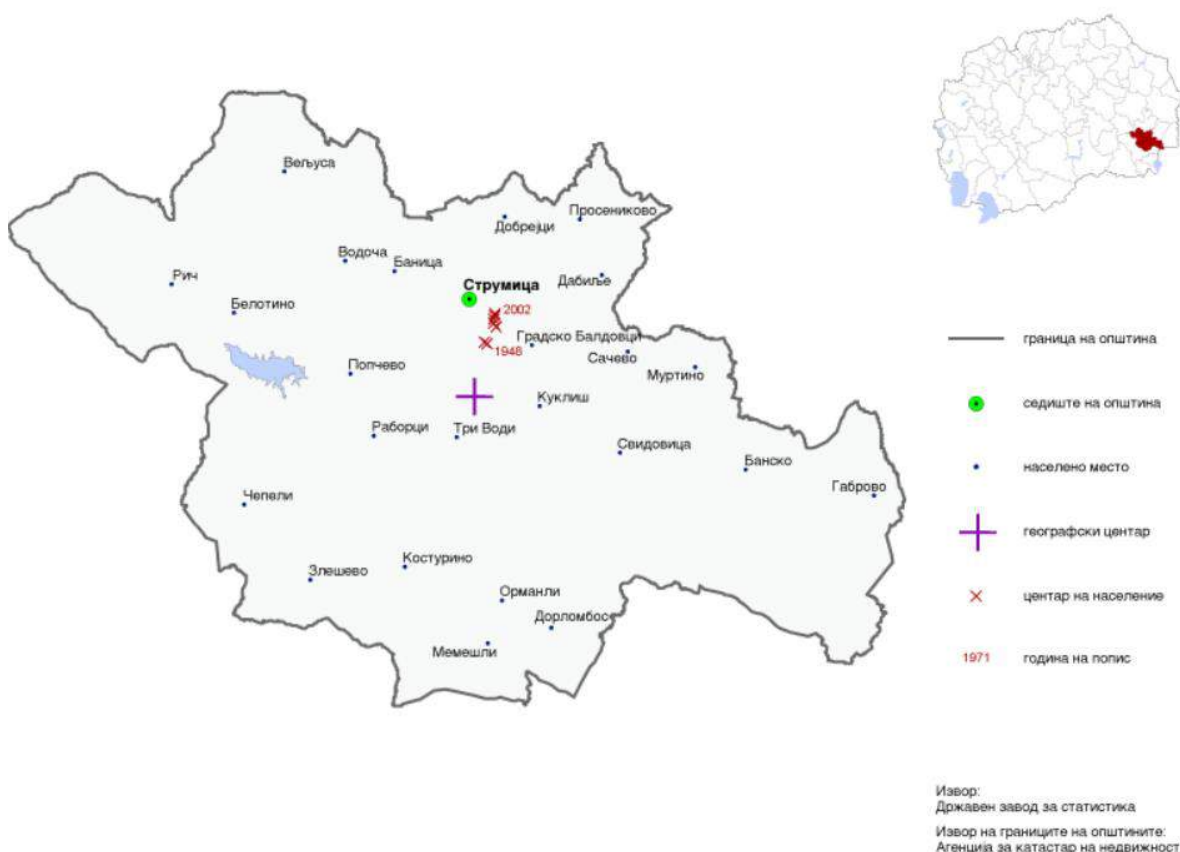 Вељуса
Просениково
Добрејци
Водоча
Баница
Рич
Дабиље
Струмица
Белотино
2002
Градско Балдовци
1948
Сачево
Попчево
Муртино
Куклиш
Раборци
Три Води
Свидовица
Банско
Габрово
Чепели
Костурино
Злешево
Орманли
Дорломбос
Мемешли
граница на општина
седиште на општина
населено место
географски центар
центар на население
1971 година на попис
Извор:
Државен завод за статистика
Извор на границите на општините:
Агенција за катастар на недвижност